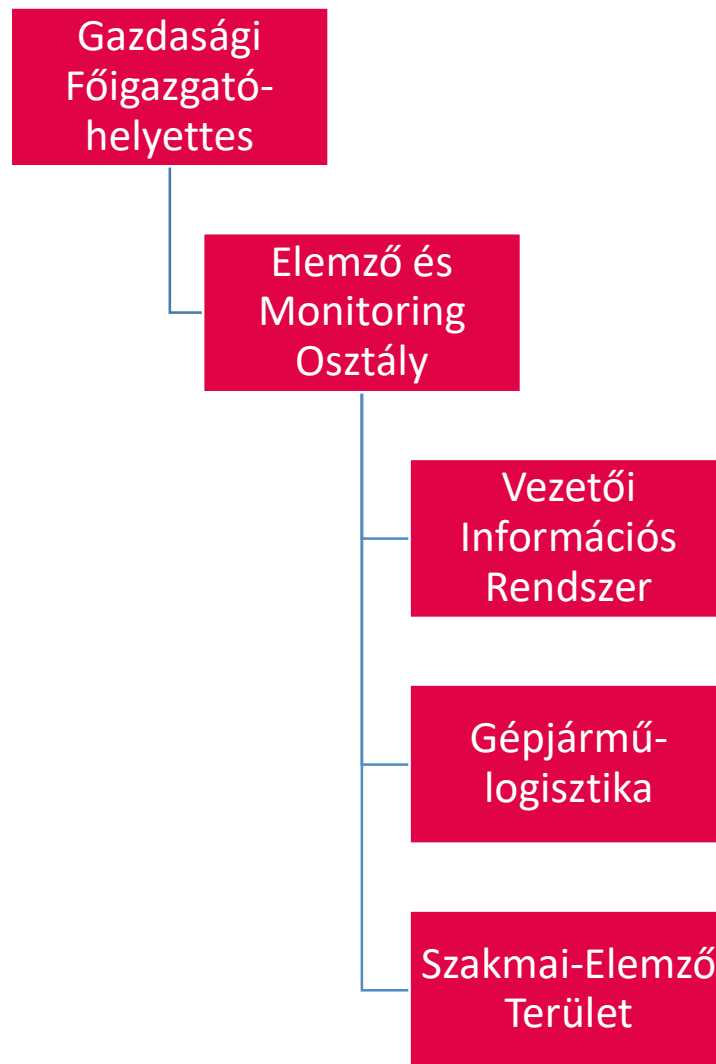 Gazdasági
Főigazgató-
helyettes
Elemző és
Monitoring
Osztály
Vezetői
Információs
Rendszer
Gépjármű-
logisztika
Szakmai-Elemző
Terület